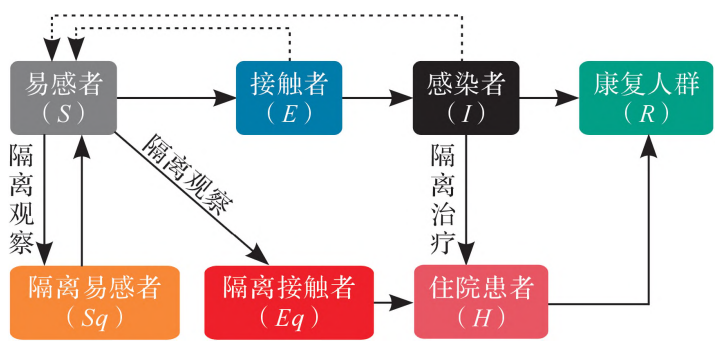 易感者
(S)
接触者
(E)
感染者
(I)
康复人群
(R)
隔离观察
隔离观察
隔离治疗
隔离易感者
(Sq)
隔离接触者
(Eq)
住院患者
(H)